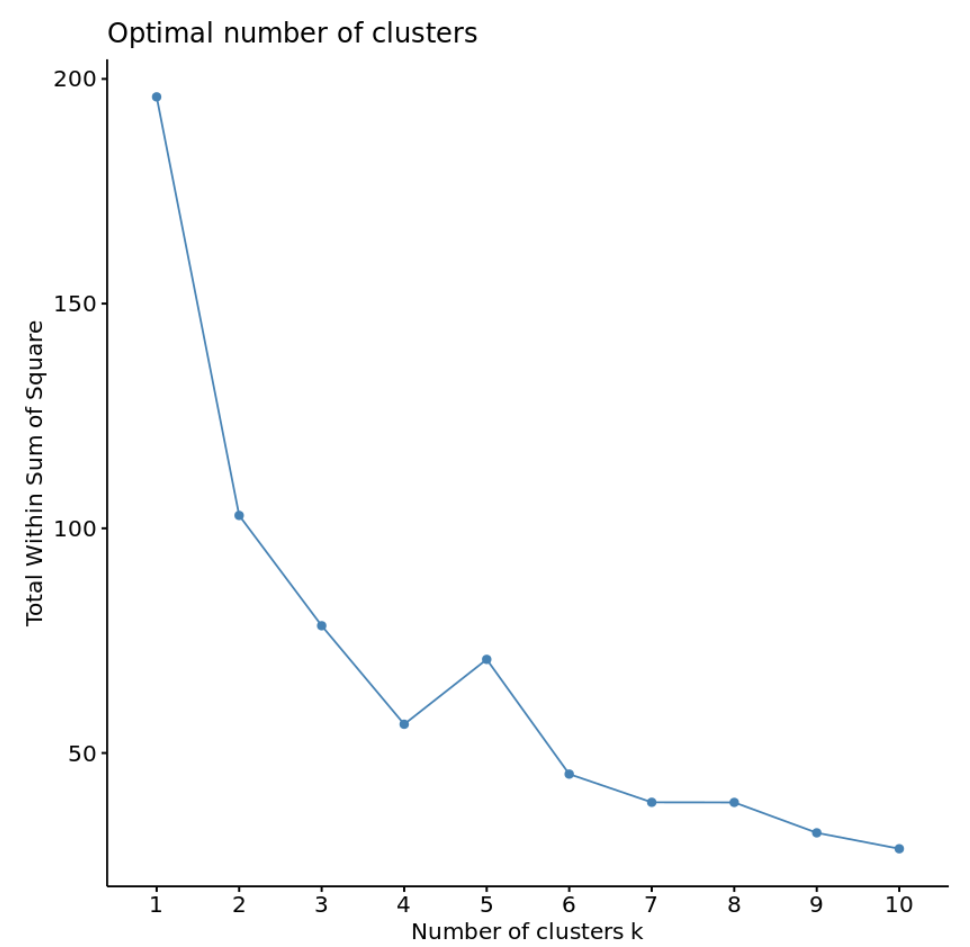 Optimal number of clusters
200
150
100
50
Total Within Sum of Square
1 2 3 4 5 6 7 8 9 10
Number of clusters k